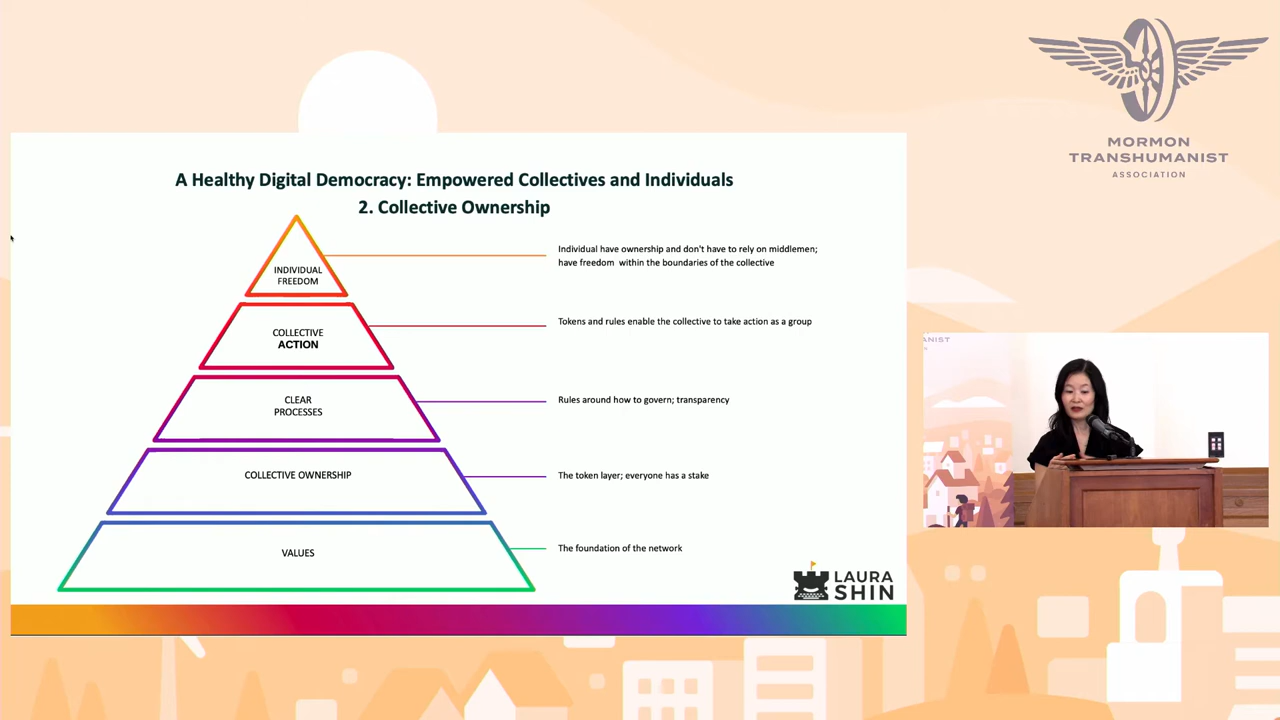 MORMON
TRANSHUMANIST
ASSOCIATION
A Healthy Digital Democracy: Empowered Collectives and Individuals
2. Collective Ownership
INDIVIDUAL
FREEDOM
Individual have ownership and don't have to rely on middlemen;
have freedom within the boundaries of the collective
COLLECTIVE
ACTION
Tokens and rules enable the collective to take action as a group
CLEAR
PROCESSES
Rules around how to govern; transparency
COLLECTIVE OWNERSHIP
The token layer; everyone has a stake
VALUES
The foundation of the network
LAURA
SHIN
ANIST